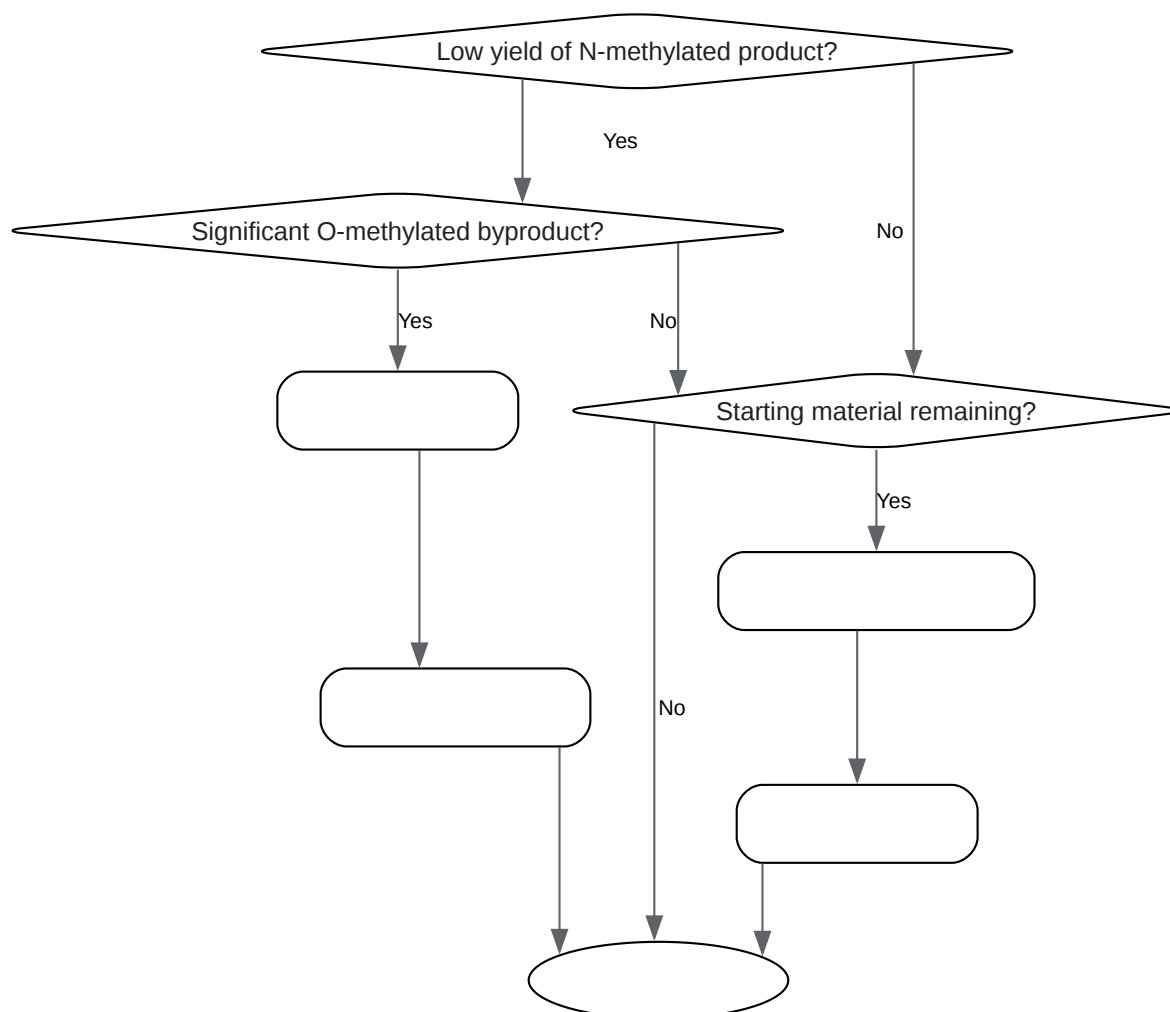 Low yield of N-methylated product?
Yes
Significant O-methylated byproduct?
No
Yes
No
Starting material remaining?
Yes
No